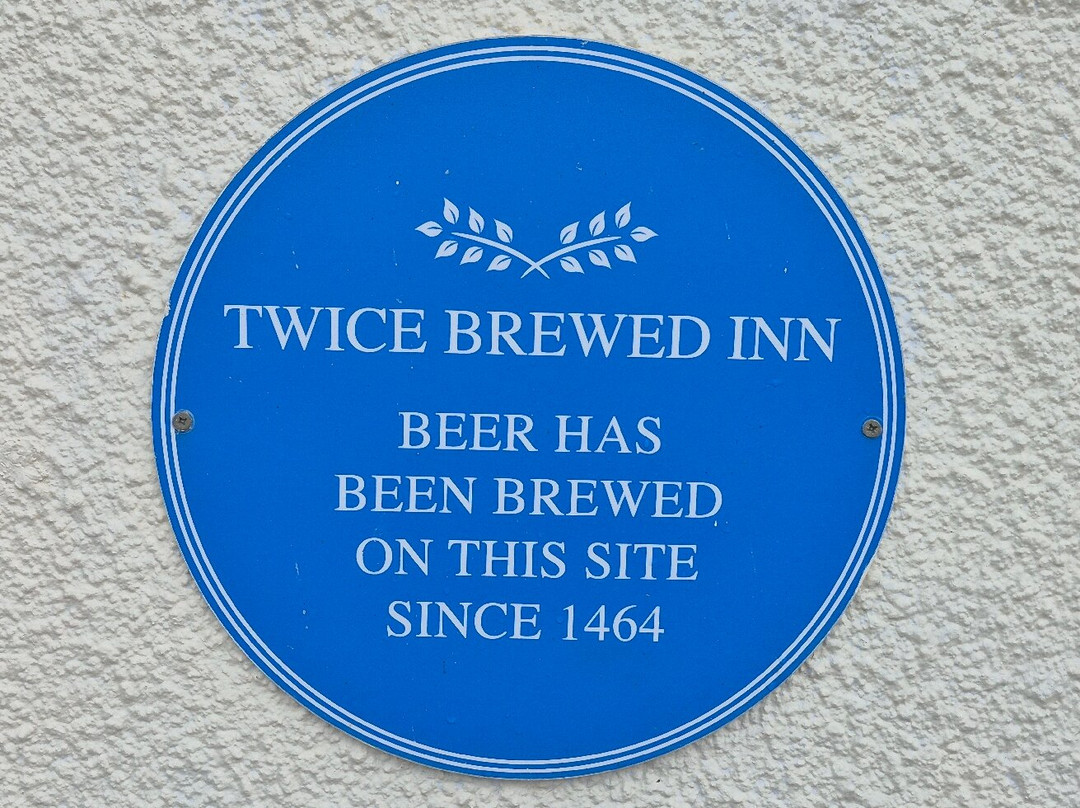 TWICE BREWED INN
BEER HAS
BEEN BREWED
ON THIS SITE
SINCE 1464